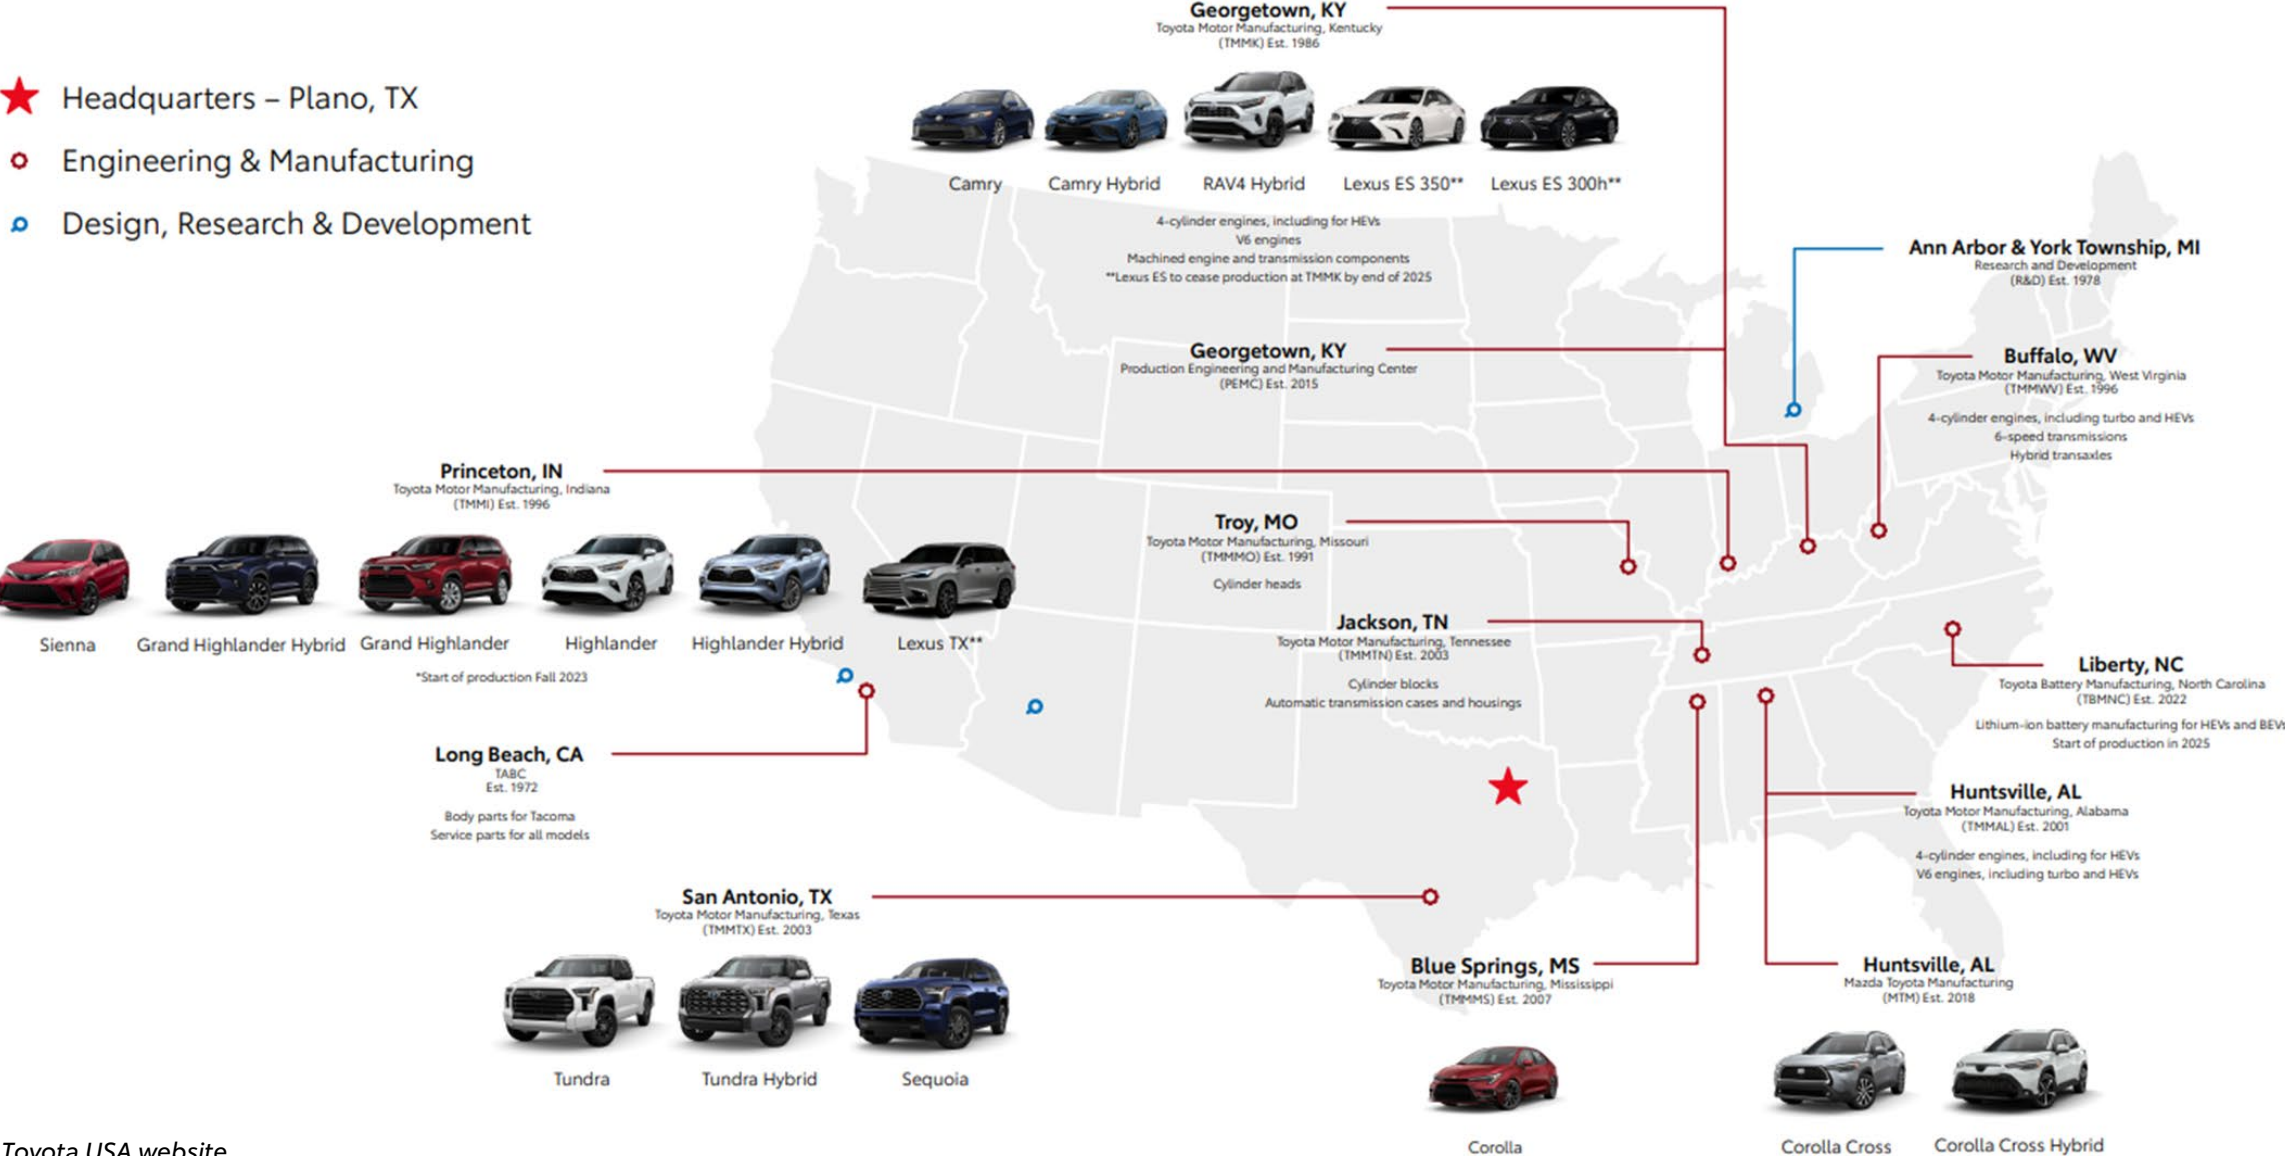 Headquarters – Plano, TX
Engineering & Manufacturing
Design, Research & Development
Georgetown, KY
Toyota Motor Manufacturing, Kentucky
(TMMK) Est. 1986
Camry
Camry Hybrid
RAV4 Hybrid
Lexus ES 350**
Lexus ES 300h**
4-cylinder engines, including for HEVs
V6 engines
Machined engine and transmission components
**Lexus ES to cease production at TMMK by end of 2025
Georgetown, KY
Production Engineering and Manufacturing Center
(PEMC) Est. 2015
Ann Arbor & York Township, MI
Research and Development
(R&D) Est. 1978
Buffalo, WV
Toyota Motor Manufacturing, West Virginia
(TMMWV) Est. 1996
4-cylinder engines, including turbo and HEVs
6-speed transmissions
Hybrid transaxles
Princeton, IN
Toyota Motor Manufacturing, Indiana
(TMMI) Est. 1996
Sienna
Grand Highlander Hybrid
Grand Highlander
Highlander
Highlander Hybrid
Lexus TX**
*Start of production Fall 2023
Troy, MO
Toyota Motor Manufacturing, Missouri
(TMMMO) Est. 1991
Cylinder heads
Jackson, TN
Toyota Motor Manufacturing, Tennessee
(TMMTN) Est. 2003
Cylinder blocks
Automatic transmission cases and housings
Liberty, NC
Toyota Battery Manufacturing, North Carolina
(TBMNC) Est. 2022
Lithium-ion battery manufacturing for HEVs and BEVs
Start of production in 2025
Long Beach, CA
TABC
Est. 1972
Body parts for Tacoma
Service parts for all models
Huntsville, AL
Toyota Motor Manufacturing, Alabama
(TMMAL) Est. 2001
4-cylinder engines, including for HEVs
V6 engines, including turbo and HEVs
San Antonio, TX
Toyota Motor Manufacturing, Texas
(TMMTX) Est. 2003
Tundra
Tundra Hybrid
Sequoia
Blue Springs, MS
Toyota Motor Manufacturing, Mississippi
(TMMMS) Est. 2007
Corolla
Huntsville, AL
Mazda Toyota Manufacturing
(MTM) Est. 2018
Corolla Cross
Corolla Cross Hybrid
Toyota USA website